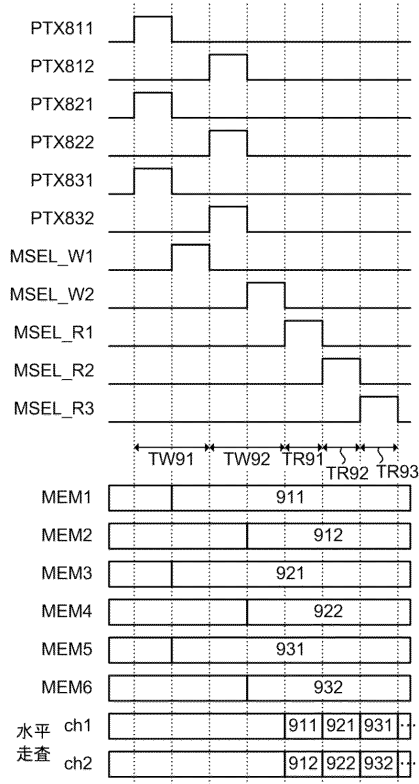 PTX811
PTX812
PTX821
PTX822
PTX831
PTX832
MSEL_W1
MSEL_W2
MSEL_R1
MSEL_R2
MSEL_R3
TW91 TW92 TR91 TR92 TR93
MEM1 911
MEM2 912
MEM3 921
MEM4 922
MEM5 931
MEM6 932
水平
走査
ch1 911 921 931 ...
ch2 912 922 932 ...